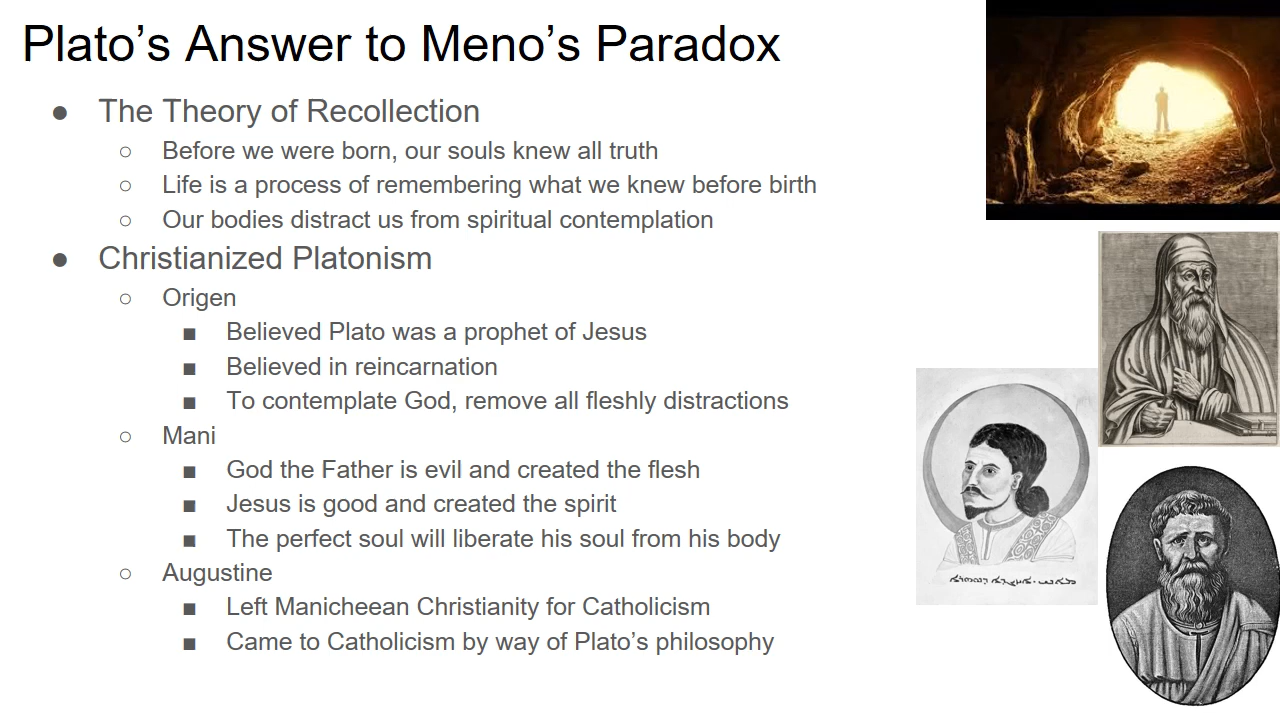 Plato’s Answer to Meno’s Paradox
● The Theory of Recollection
○ Before we were born, our souls knew all truth
○ Life is a process of remembering what we knew before birth
○ Our bodies distract us from spiritual contemplation
● Christianized Platonism
○ Origen
■ Believed Plato was a prophet of Jesus
■ Believed in reincarnation
■ To contemplate God, remove all fleshly distractions
○ Mani
■ God the Father is evil and created the flesh
■ Jesus is good and created the spirit
■ The perfect soul will liberate his soul from his body
○ Augustine
■ Left Manicheean Christianity for Catholicism
■ Came to Catholicism by way of Plato’s philosophy